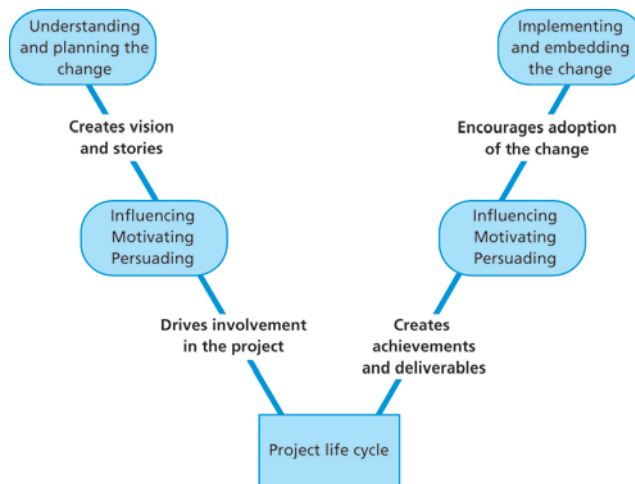 Understanding
and planning the
change
Implementing
and embedding
the change
Creates vision
and stories
Encourages adoption
of the change
Influencing
Motivating
Persuading
Influencing
Motivating
Persuading
Drives involvement
in the project
Creates
achievements
and deliverables
Project life cycle